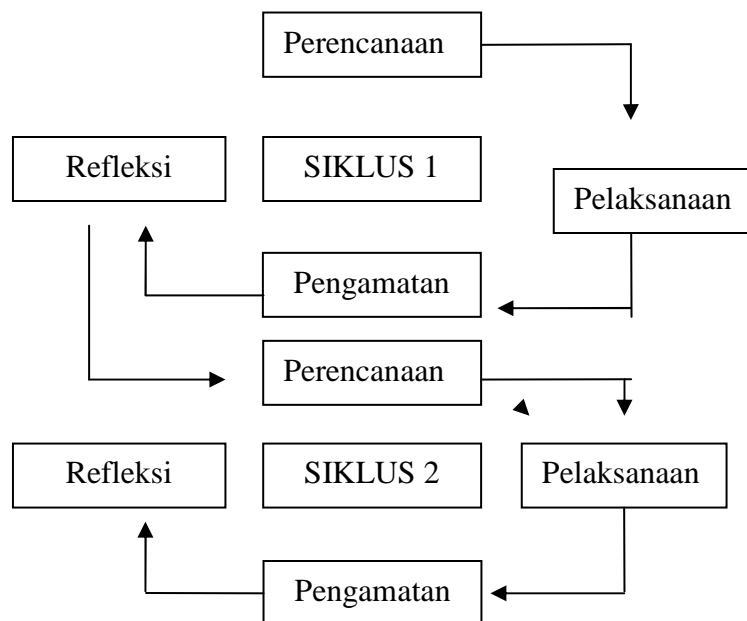 Perencanaan
Refleksi
SIKLUS 1
Pelaksanaan
Pengamatan
Perencanaan
Refleksi
SIKLUS 2
Pelaksanaan
Pengamatan